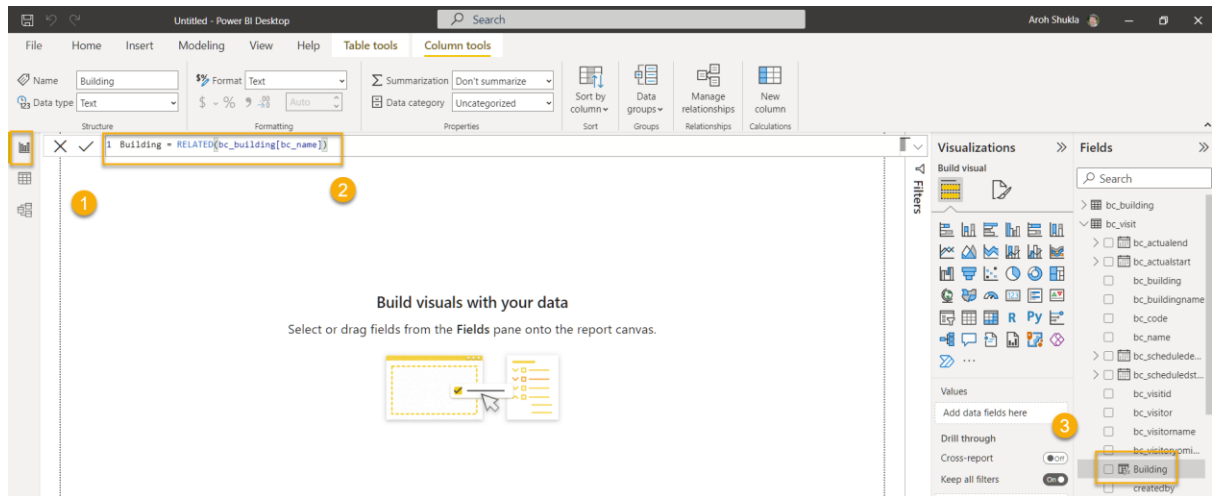 Untitled - Power BI Desktop
Search
Aroh Shukla
File Home Insert Modeling View Help Table tools Column tools
Name Building
Data type Text
Structure
$% Format Text
$ - % 9 Auto
Formatting
Summarization Don't summarize
Data category Uncategorized
Properties
Sort by
column
Sort
Data
groups
Groups
Manage
relationships
Relationships
New
column
Calculations
1 Building = RELATED(bc_building[bc_name])
1
2
Build visuals with your data
Select or drag fields from the Fields pane onto the report canvas.
Filters
Visualizations
Build visual
123
R Py
...
Values
Add data fields here
Drill through
Cross-report Off
Keep all filters On
3
Fields
Search
bc_building
bc_visit
bc_actualend
bc_actualstart
bc_building
bc_buildingname
bc_code
bc_name
bc_schedulede...
bc_scheduledst...
bc_visitid
bc_visitor
bc_visitorname
bc_visitoryomi...
Building
createdby